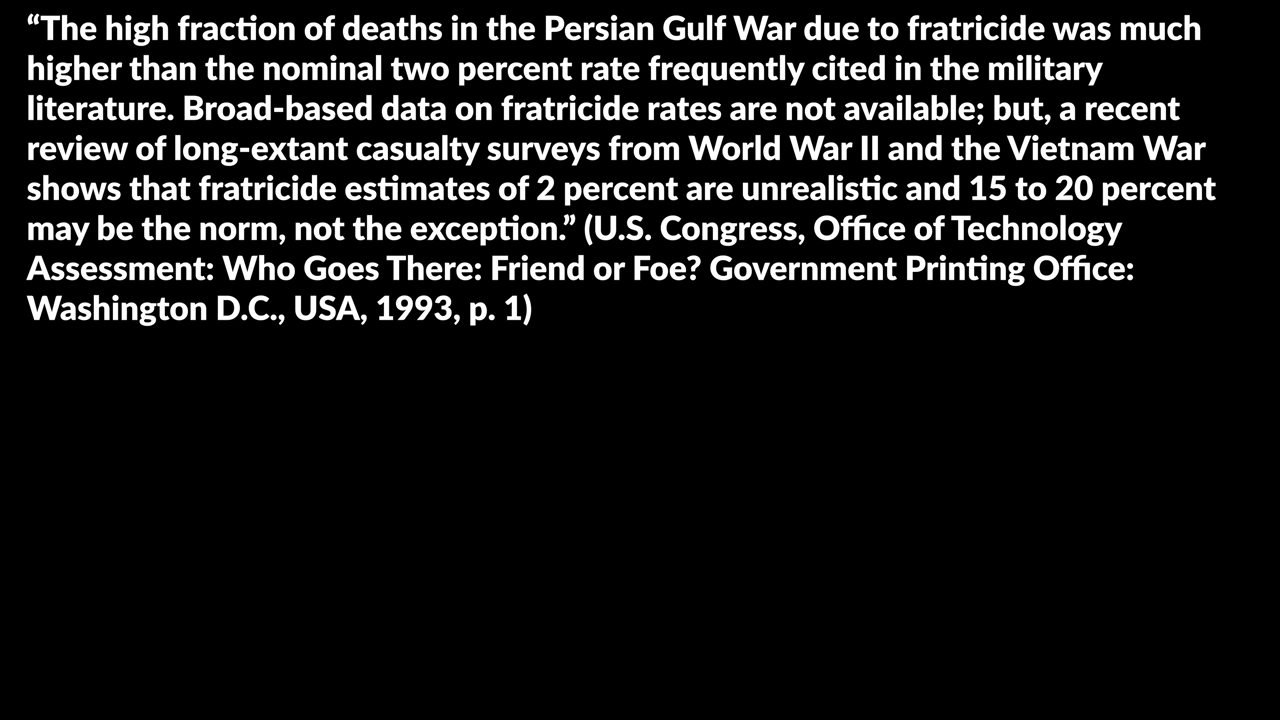 “The high fraction of deaths in the Persian Gulf War due to fratricide was much
higher than the nominal two percent rate frequently cited in the military
literature. Broad-based data on fratricide rates are not available; but, a recent
review of long-extant casualty surveys from World War II and the Vietnam War
shows that fratricide estimates of 2 percent are unrealistic and 15 to 20 percent
may be the norm, not the exception.” (U.S. Congress, Office of Technology
Assessment: Who Goes There: Friend or Foe? Government Printing Office:
Washington D.C., USA, 1993, p. 1)